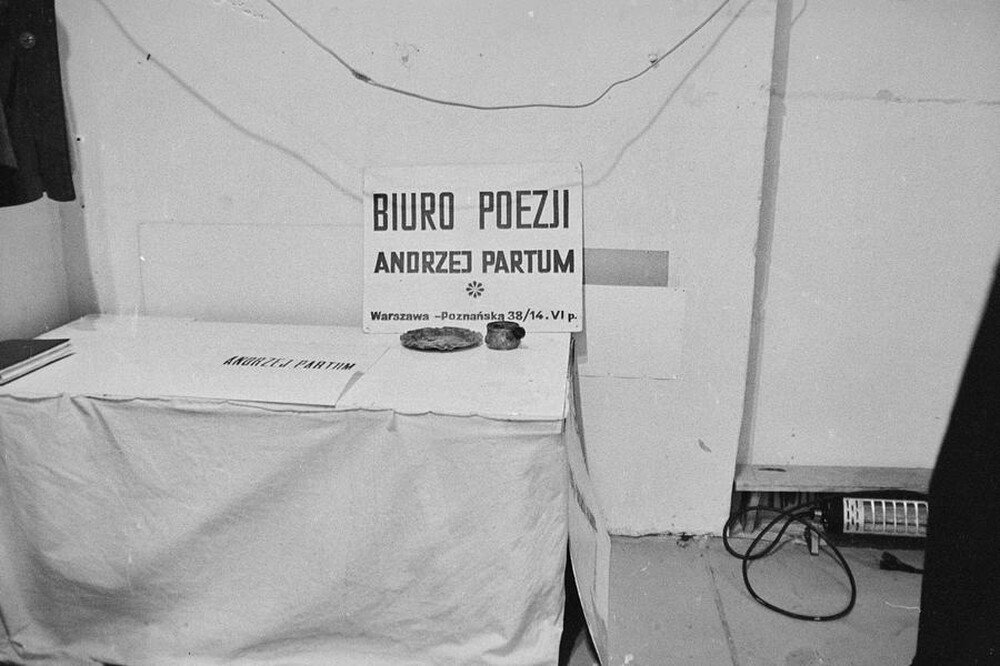 BIURO POEZJI
ANDRZEJ PARTUM
Warszawa -Poznańska 38/14. VI p.
ANDRZEJ PARTUM